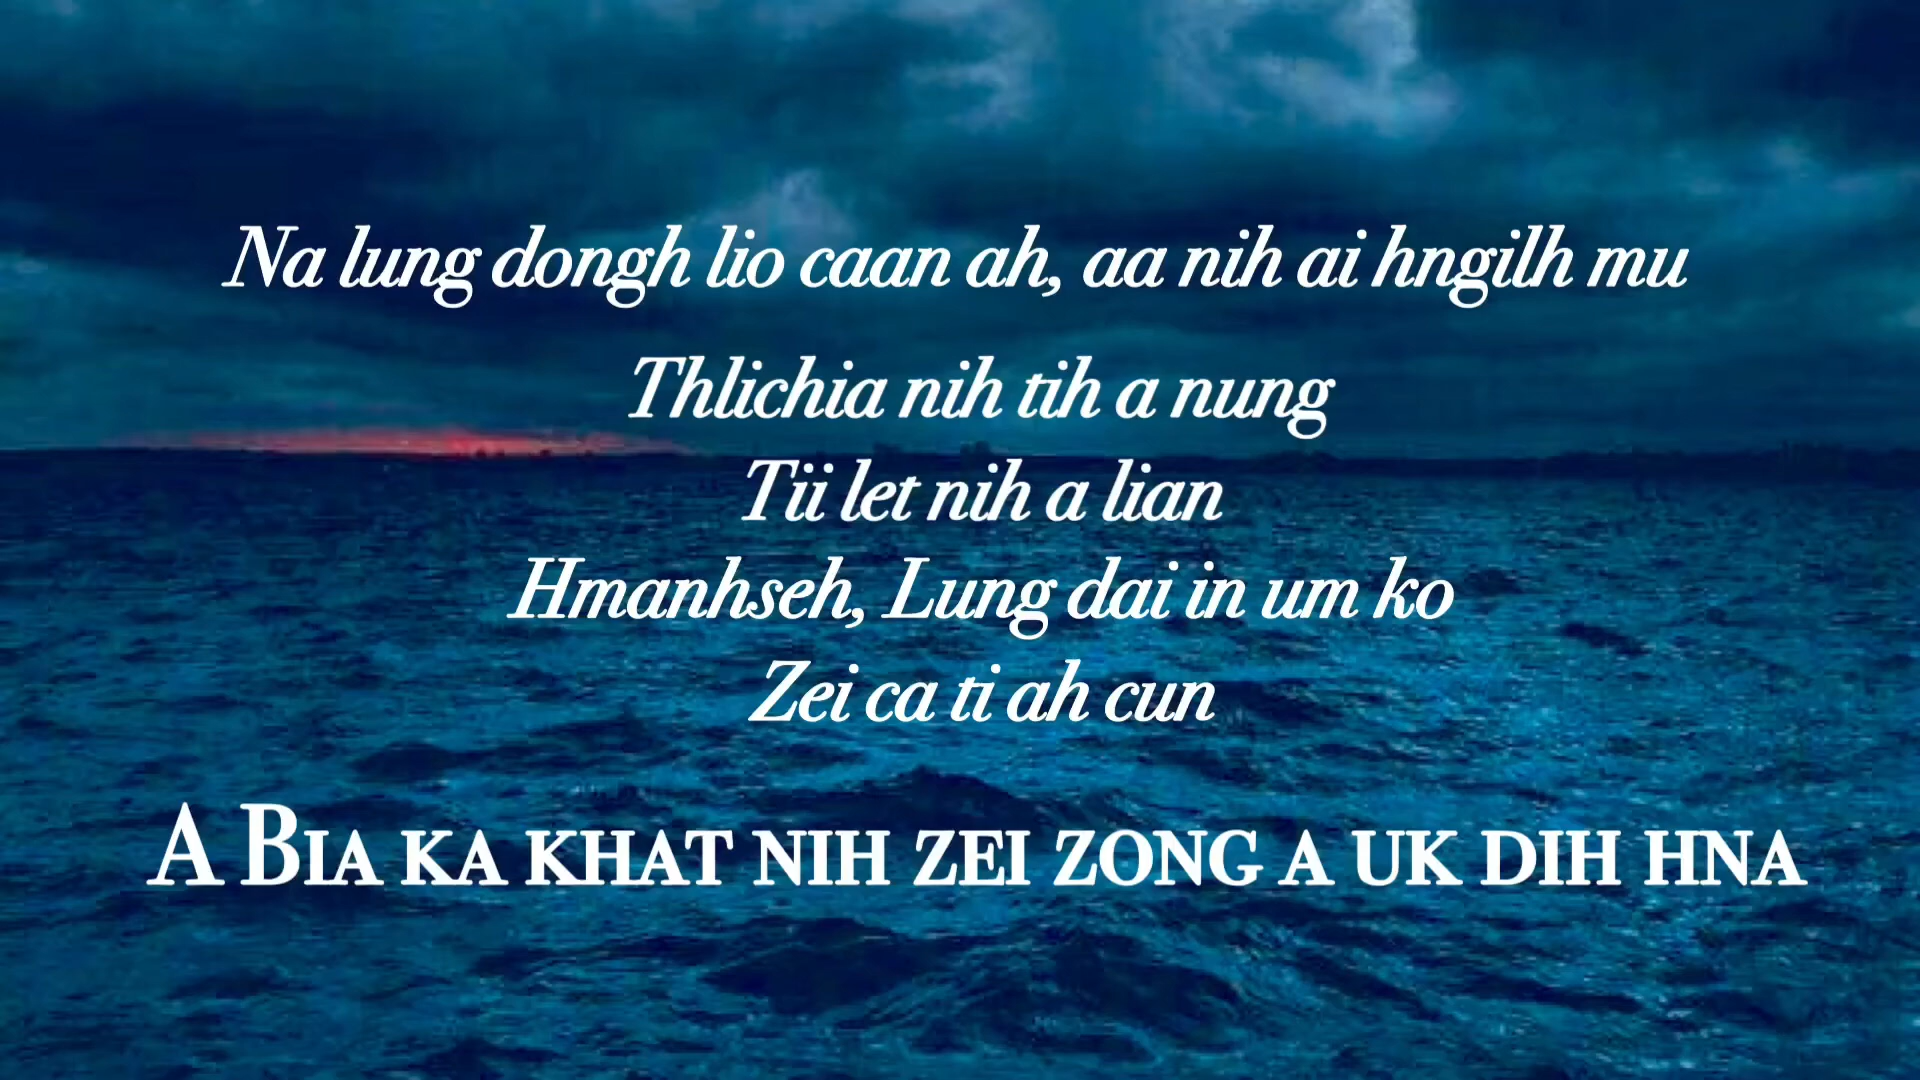 Na lung dongh lio caan ah, aa nih ai hngilh mu
Thlichia nih tih a nung
Tii let nih a lian
Hmanhseh, Lung dai in um ko
Zei ca ti ah cun
A BIA KA KHAT NIH ZEI ZONG A UK DIH HNA